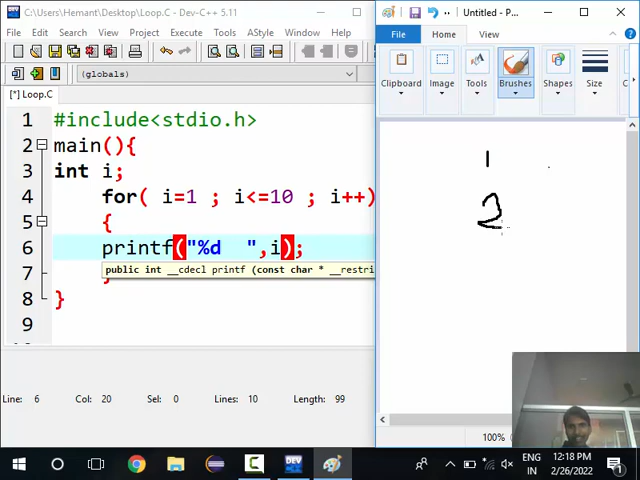 C:\Users\Hemant\Desktop\Loop.C - Dev-C++ 5.11
File Edit Search View Project Execute Tools AStyle Window
(globals)
[*] Loop.C
1 #include<stdio.h>
2 main(){
3 int i;
4 for( i=1 ; i<=10 ; i++)
5 {
6 printf("%d  ",i);
public int __cdecl printf (const char * __restri
7 }
8 }
9
Line: 6 Col: 20 Sel: 0 Lines: 10 Length: 99
Untitled - P...
File Home View
Clipboard Image Tools Brushes Shapes Size
1
2
100%
DEV
ENG
IN
12:18 PM
2/26/2022